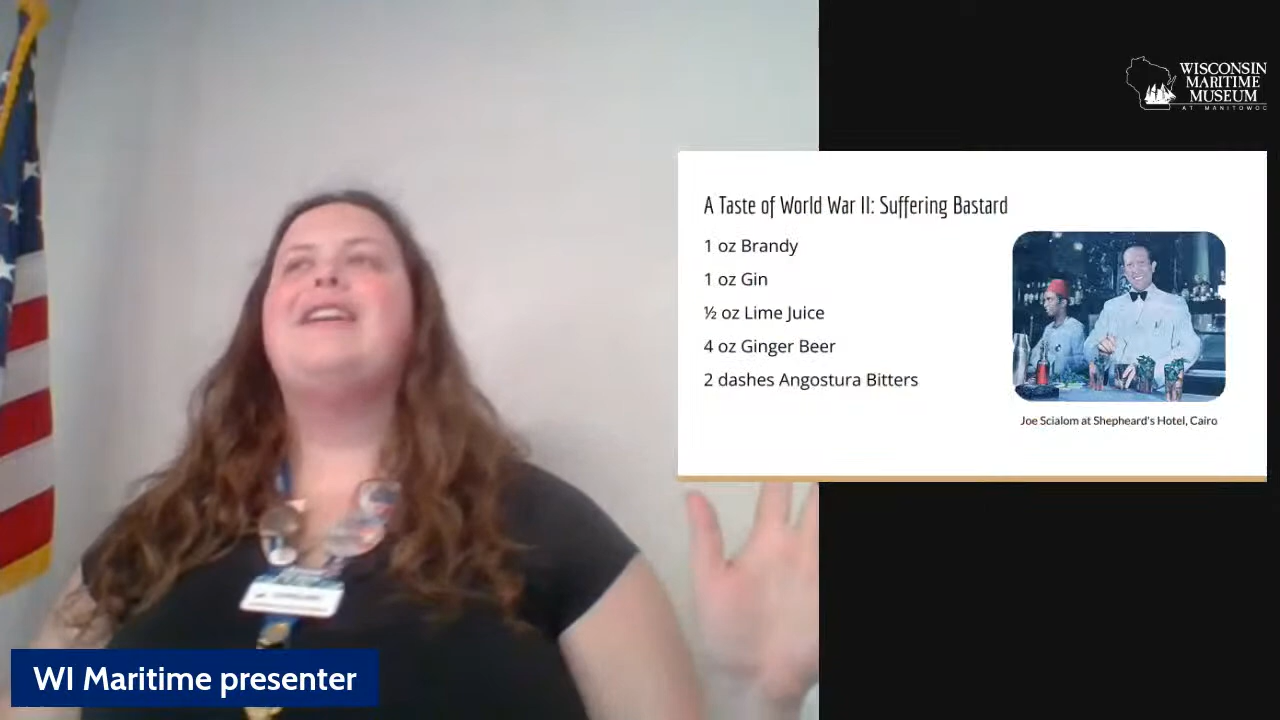 WISCONSIN
MARITIME
MUSEUM
AT MANITOWOC
A Taste of World War II: Suffering Bastard
1 oz Brandy
1 oz Gin
½ oz Lime Juice
4 oz Ginger Beer
2 dashes Angostura Bitters
Joe Scialom at Shepheard's Hotel, Cairo
WI Maritime presenter